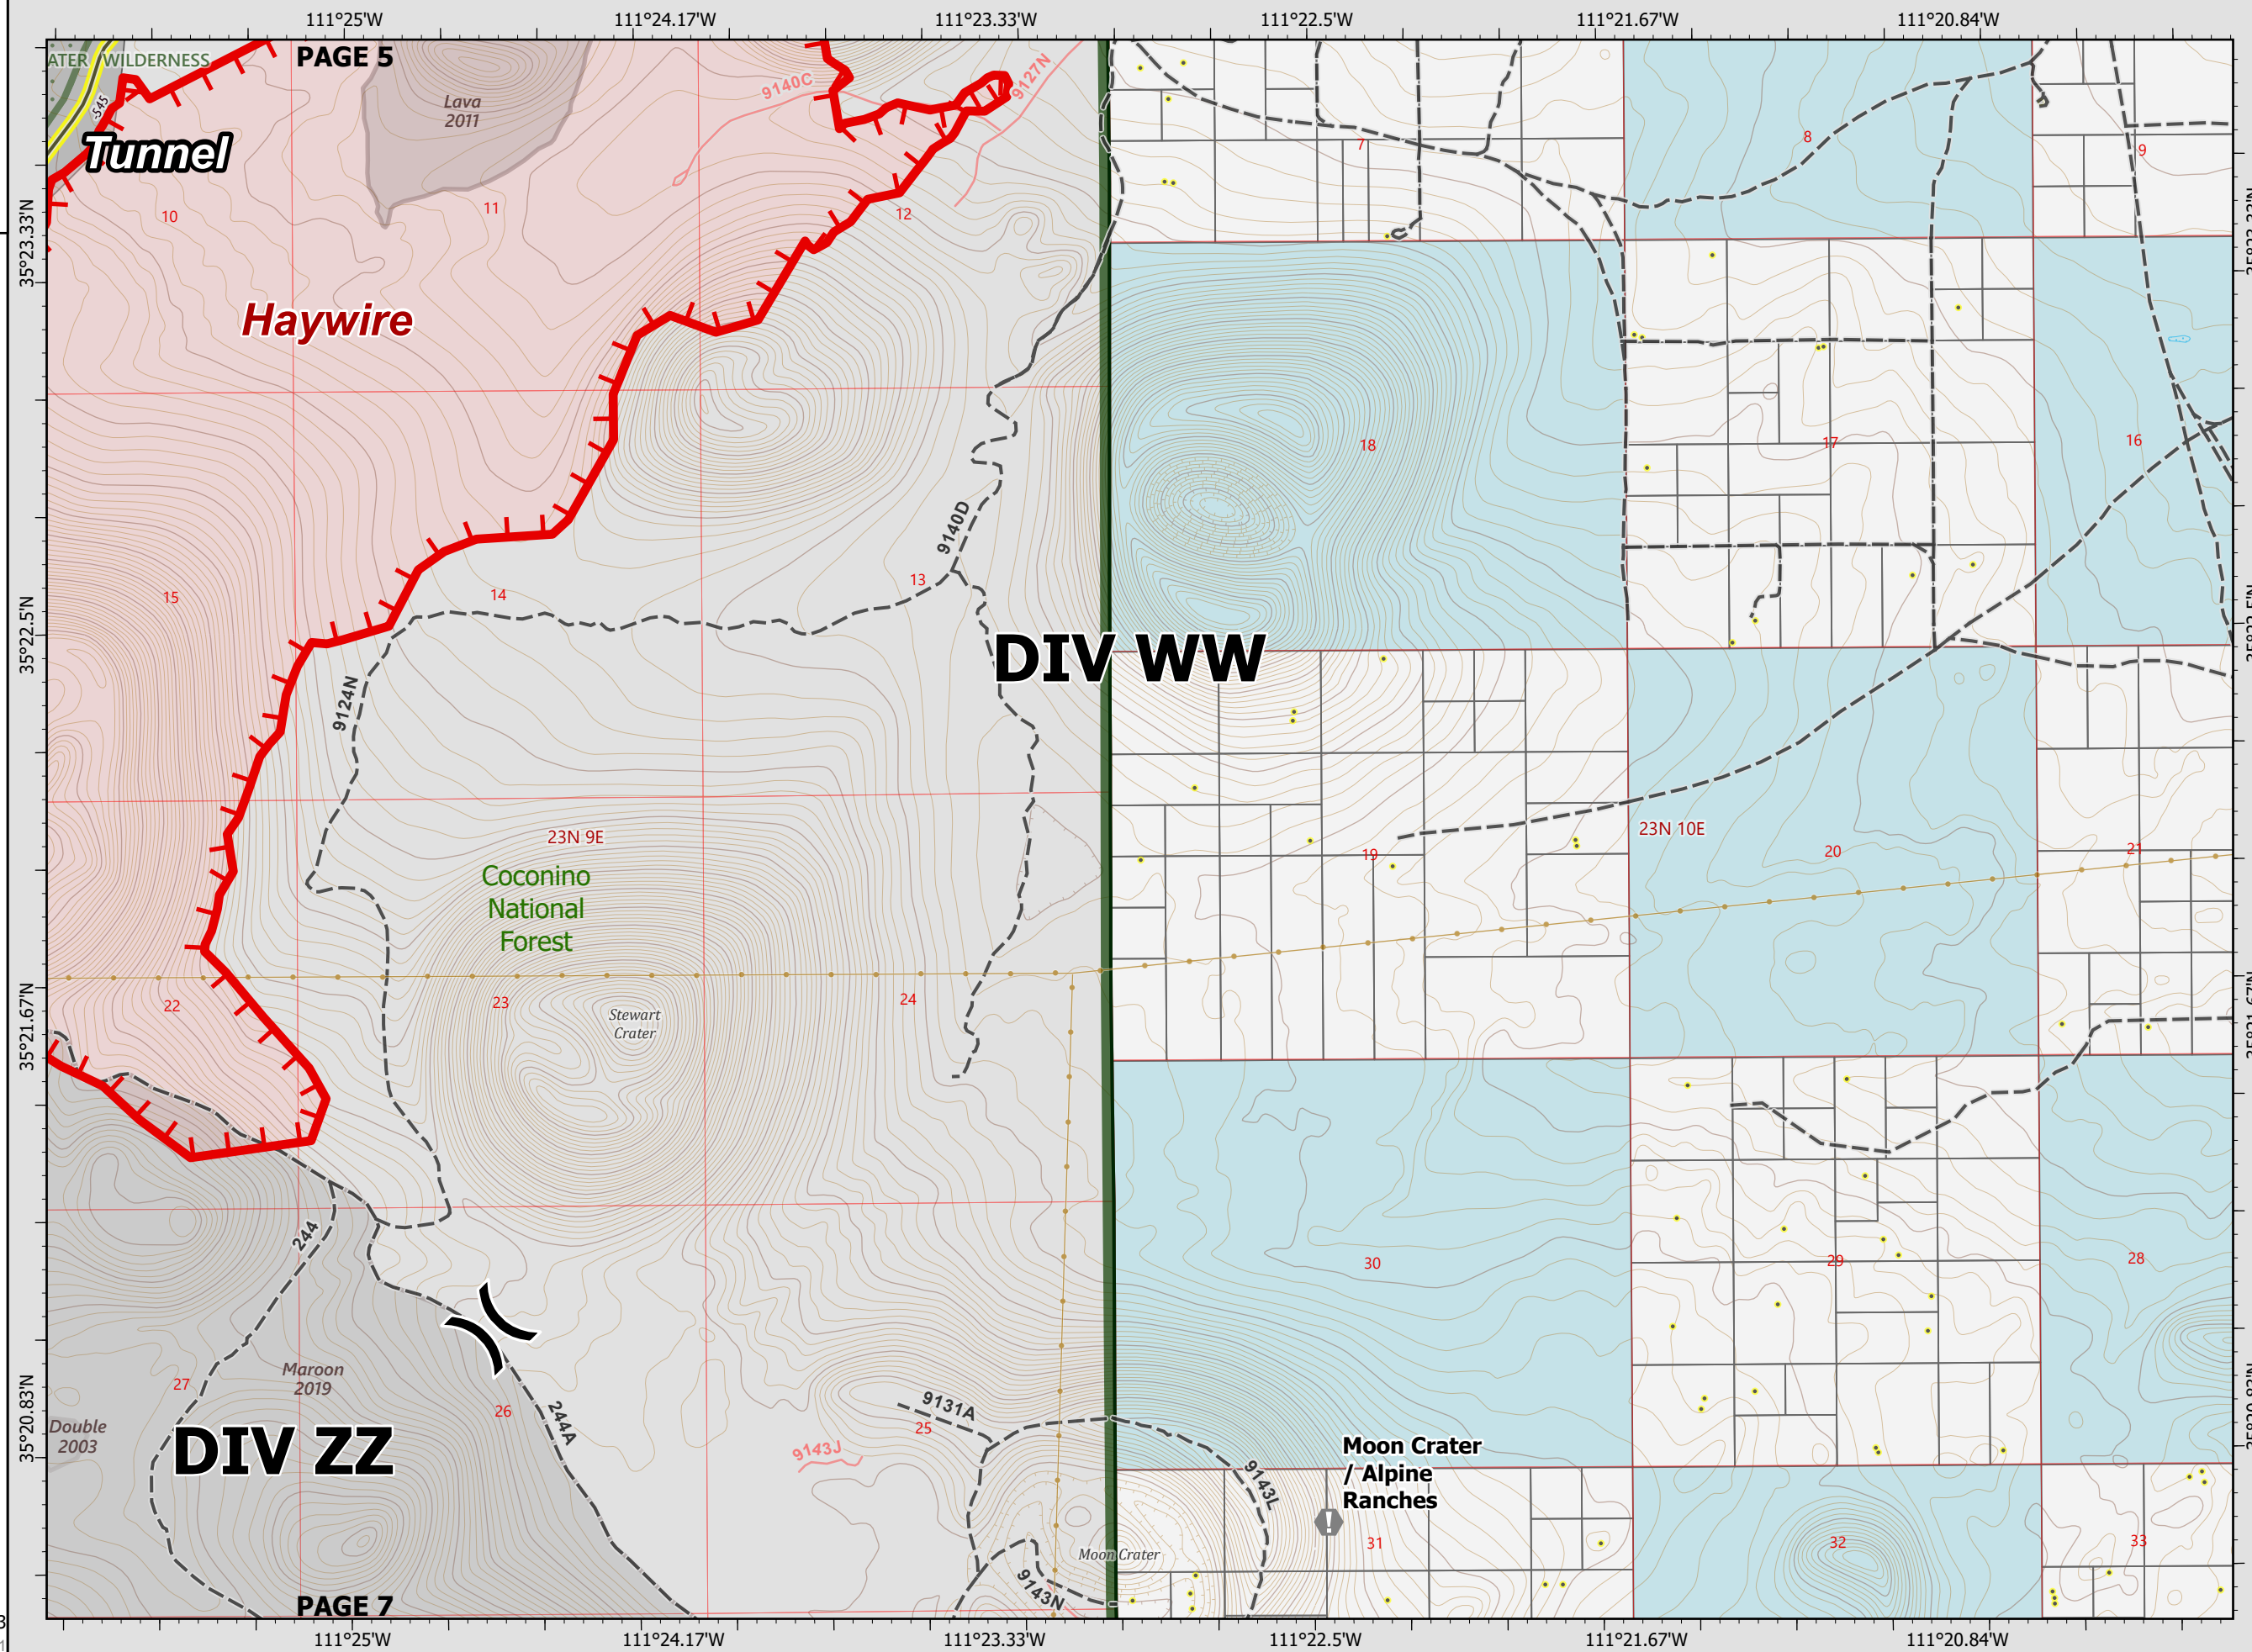 111°25'W
111°24.17'W
111°23.33'W
111°22.5'W
111°21.67'W
111°20.84'W
PAGE 5
ATER WILDERNESS
545
Tunnel
Lava
2011
9140C
9127N
7
8
9
10
11
12
35°23.33'N
Haywire
18
17
16
9140D
13
14
15
35°22.5'N
DIV WW
9124N
23N 9E
23N 10E
Coconino
National
Forest
19
20
21
35°21.67'N
22
23
24
Stewart
Crater
244
30
29
28
Maroon
2019
27
26
244A
9131A
25
9143J
35°20.83'N
Double
2003
DIV ZZ
Moon Crater
/ Alpine
Ranches
9143L
31
32
33
Moon Crater
9143N
PAGE 7
111°25'W
111°24.17'W
111°23.33'W
111°22.5'W
111°21.67'W
111°20.84'W